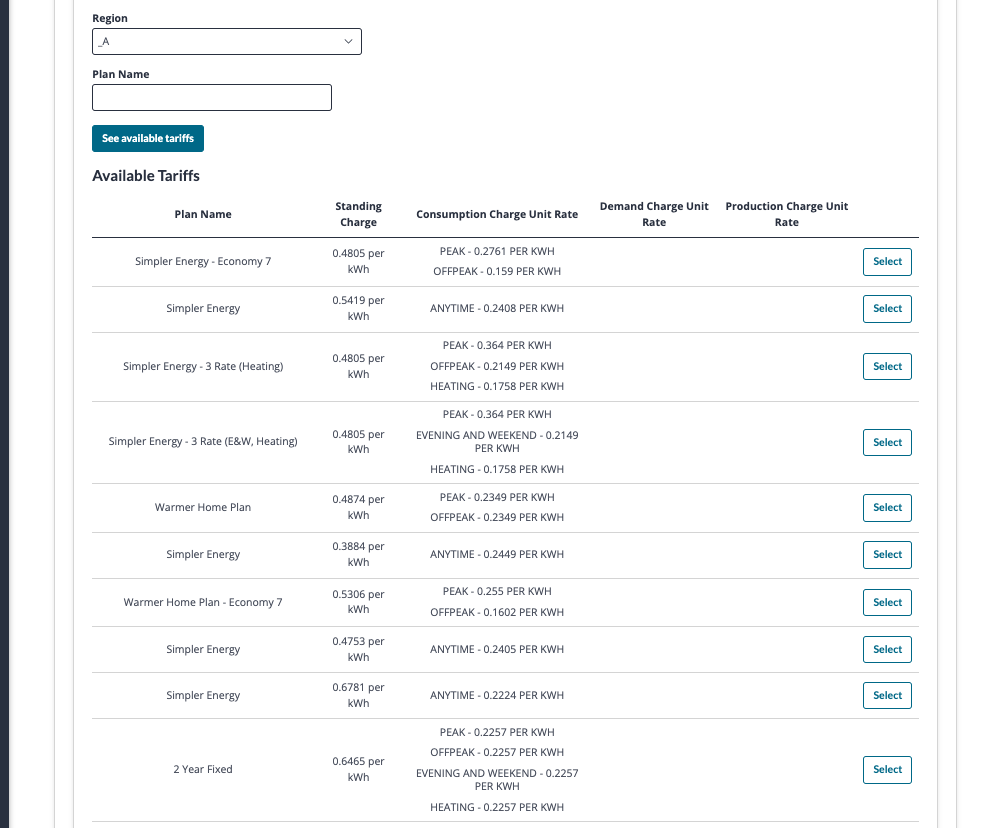 Region
_A
Plan Name
See available tariffs
Available Tariffs
Plan Name
Standing
Charge
Consumption Charge Unit Rate
Demand Charge Unit
Rate
Production Charge Unit
Rate
Simpler Energy - Economy 7
0.4805 per
kWh
PEAK - 0.2761 PER KWH
OFFPEAK - 0.159 PER KWH
Select
Simpler Energy
0.5419 per
kWh
ANYTIME - 0.2408 PER KWH
Select
Simpler Energy - 3 Rate (Heating)
0.4805 per
kWh
PEAK - 0.364 PER KWH
OFFPEAK - 0.2149 PER KWH
HEATING - 0.1758 PER KWH
Select
Simpler Energy - 3 Rate (E&W, Heating)
0.4805 per
kWh
PEAK - 0.364 PER KWH
EVENING AND WEEKEND - 0.2149
PER KWH
HEATING - 0.1758 PER KWH
Select
Warmer Home Plan
0.4874 per
kWh
PEAK - 0.2349 PER KWH
OFFPEAK - 0.2349 PER KWH
Select
Simpler Energy
0.3884 per
kWh
ANYTIME - 0.2449 PER KWH
Select
Warmer Home Plan - Economy 7
0.5306 per
kWh
PEAK - 0.255 PER KWH
OFFPEAK - 0.1602 PER KWH
Select
Simpler Energy
0.4753 per
kWh
ANYTIME - 0.2405 PER KWH
Select
Simpler Energy
0.6781 per
kWh
ANYTIME - 0.2224 PER KWH
Select
2 Year Fixed
0.6465 per
kWh
PEAK - 0.2257 PER KWH
OFFPEAK - 0.2257 PER KWH
EVENING AND WEEKEND - 0.2257
PER KWH
HEATING - 0.2257 PER KWH
Select